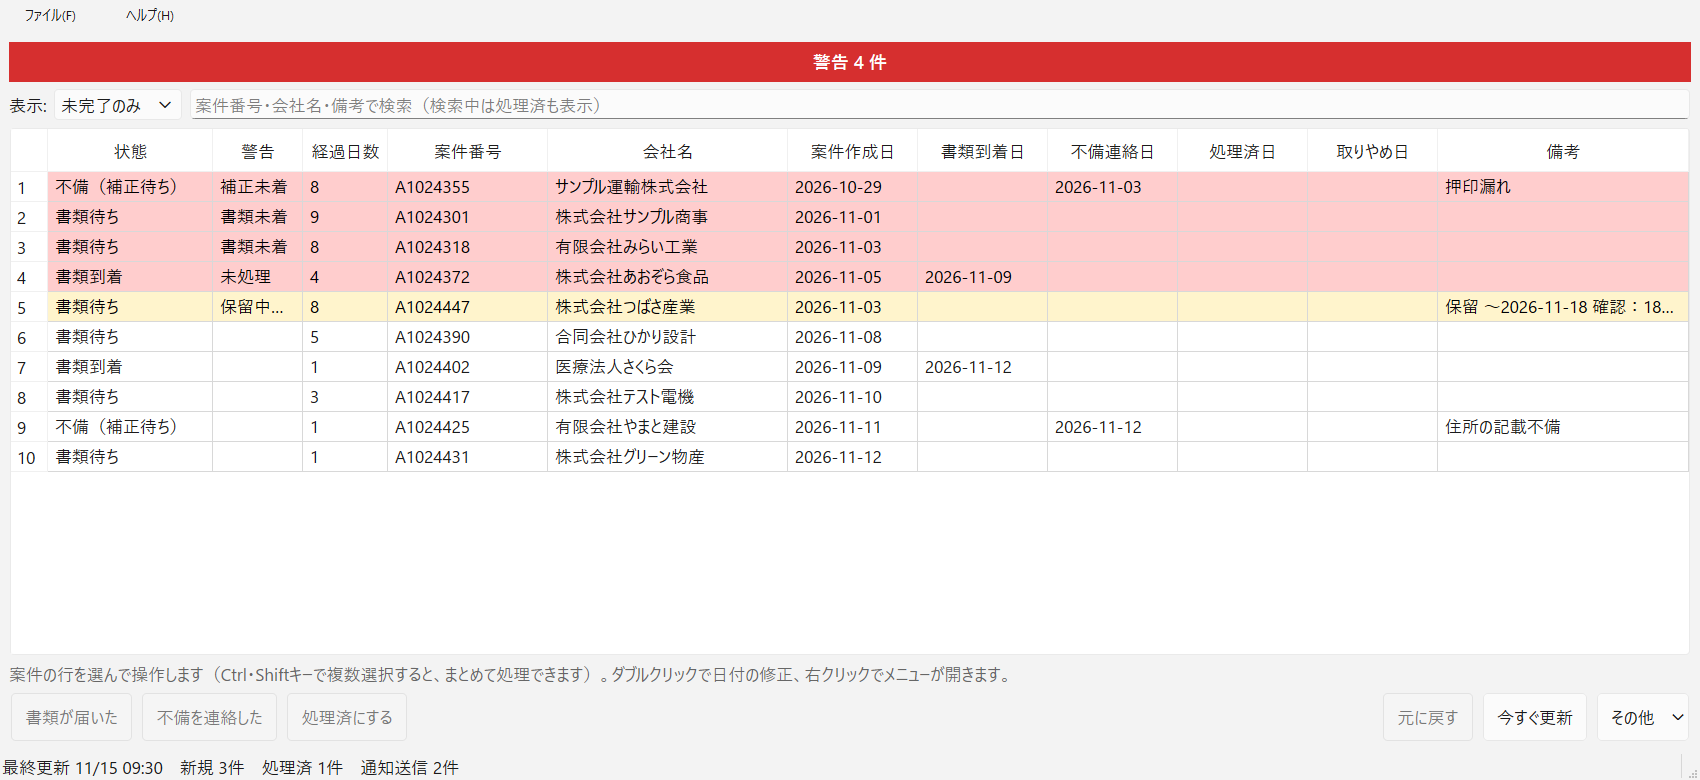 ファイル(F) ヘルプ(H)
警告 4 件
表示: 未完了のみ 案件番号・会社名・備考で検索（検索中は処理済も表示）
状態 警告 経過日数 案件番号 会社名 案件作成日 書類到着日 不備連絡日 処理済日 取りやめ日 備考
1 不備（補正待ち） 補正未着 8 A1024355 サンプル運輸株式会社 2026-10-29 2026-11-03 押印漏れ
2 書類待ち 書類未着 9 A1024301 株式会社サンプル商事 2026-11-01
3 書類待ち 書類未着 8 A1024318 有限会社みらい工業 2026-11-03
4 書類到着 未処理 4 A1024372 株式会社あおぞら食品 2026-11-05 2026-11-09
5 書類待ち 保留中... 8 A1024447 株式会社つばさ産業 2026-11-03 保留 ～2026-11-18 確認：18...
6 書類待ち 5 A1024390 合同会社ひかり設計 2026-11-08
7 書類到着 1 A1024402 医療法人さくら会 2026-11-09 2026-11-12
8 書類待ち 3 A1024417 株式会社テスト電機 2026-11-10
9 不備（補正待ち） 1 A1024425 有限会社やまと建設 2026-11-11 2026-11-12 住所の記載不備
10 書類待ち 1 A1024431 株式会社グリーン物産 2026-11-12
案件の行を選んで操作します（Ctrl・Shiftキーで複数選択すると、まとめて処理できます）。ダブルクリックで日付の修正、右クリックでメニューが開きます。
書類が届いた 不備を連絡した 処理済にする 元に戻す 今すぐ更新 その他
最終更新 11/15 09:30 新規 3件 処理済 1件 通知送信 2件